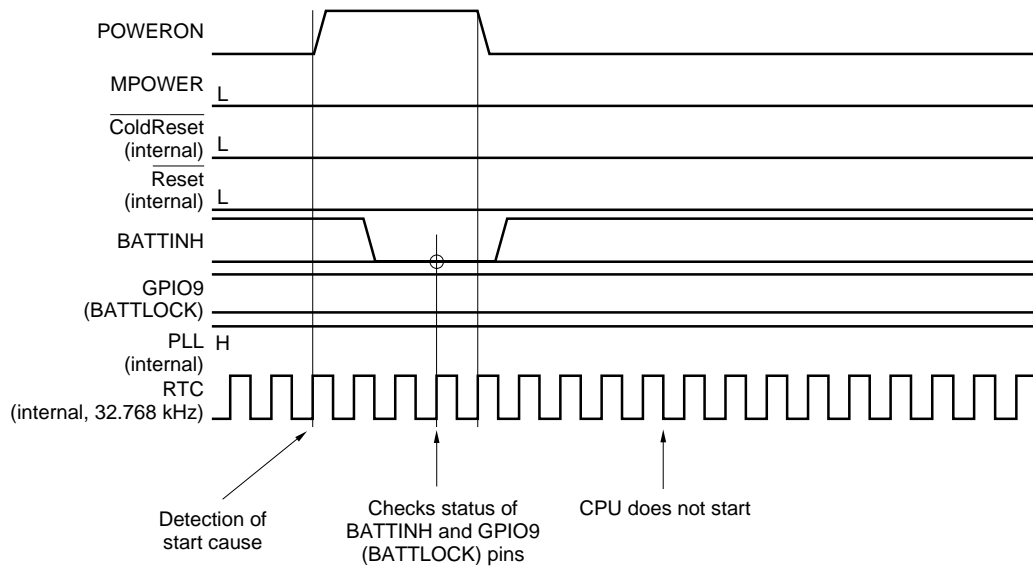 POWERON
MPOWER
L
ColdReset
(internal)
L
Reset
(internal)
L
BATTINH
GPIO9
(BATTLOCK)
PLL
(internal)
H
RTC
(internal, 32.768 kHz)
Detection of
start cause
Checks status of
BATTINH and GPIO9
(BATTLOCK) pins
CPU does not start